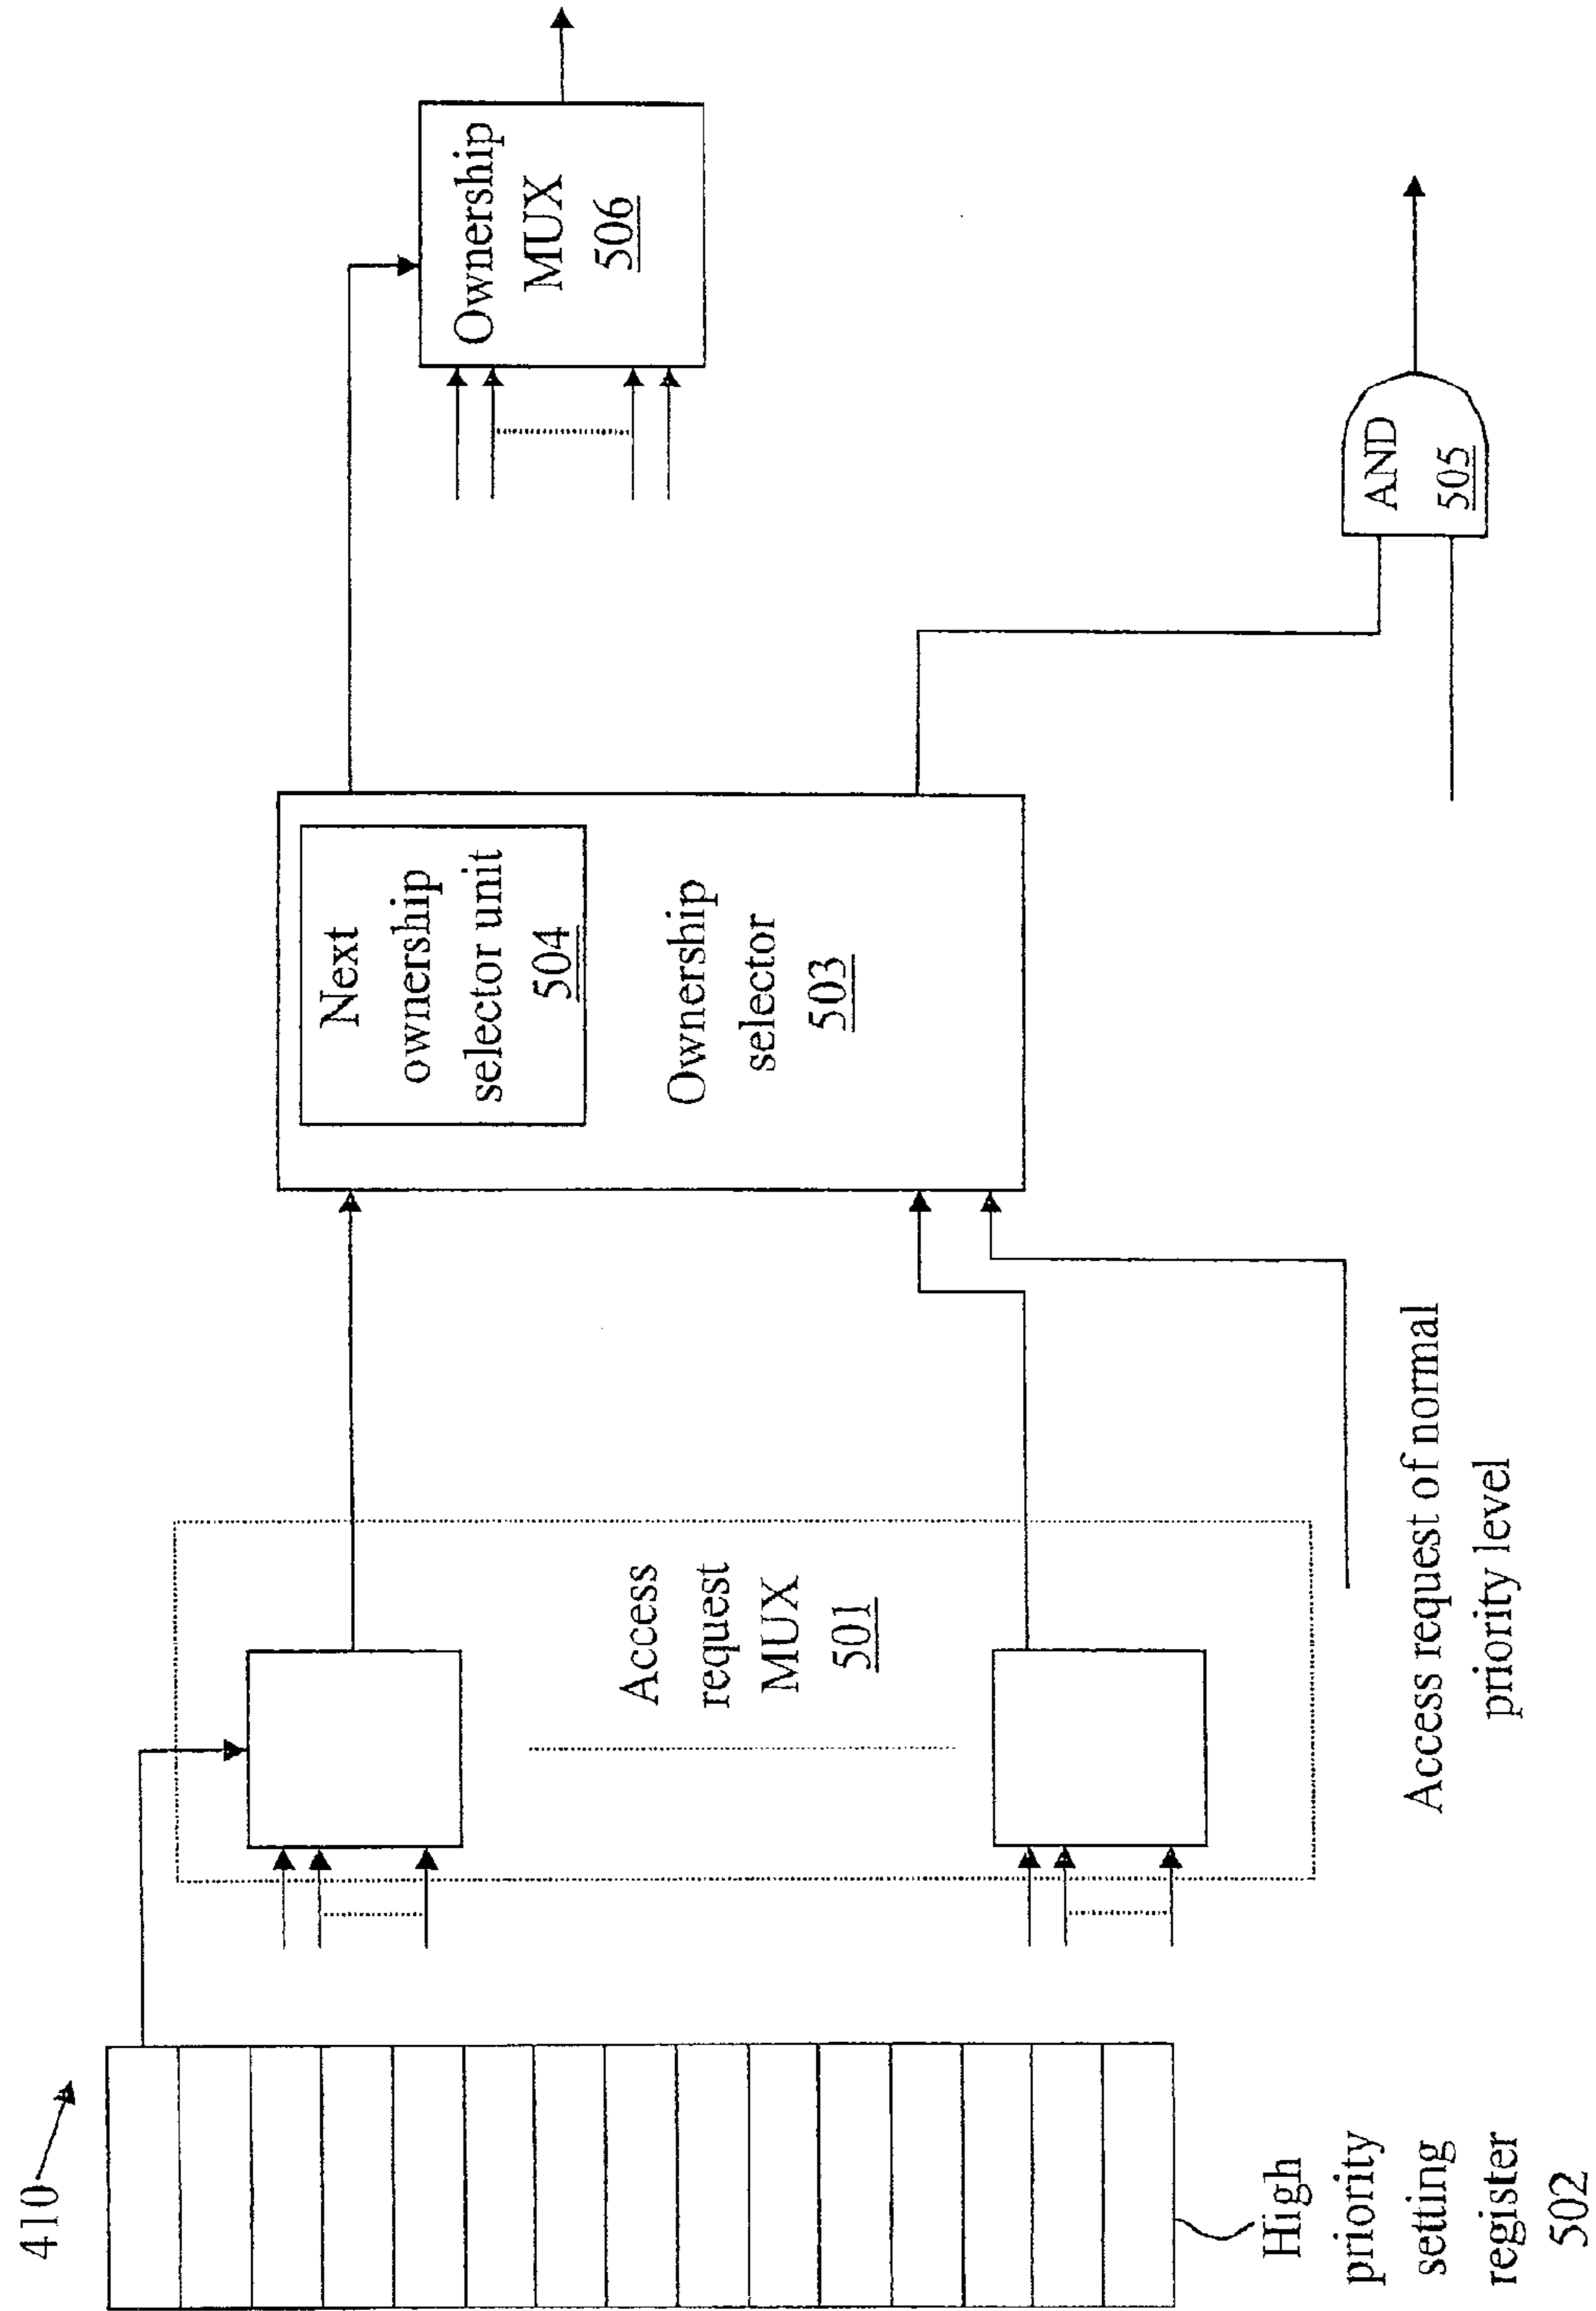 410
High
priority
setting
register
502
Access
request
MUX
501
Access request of normal
priority level
Next
ownership
selector unit
504
Ownership
selector
503
Ownership
MUX
506
AND
505